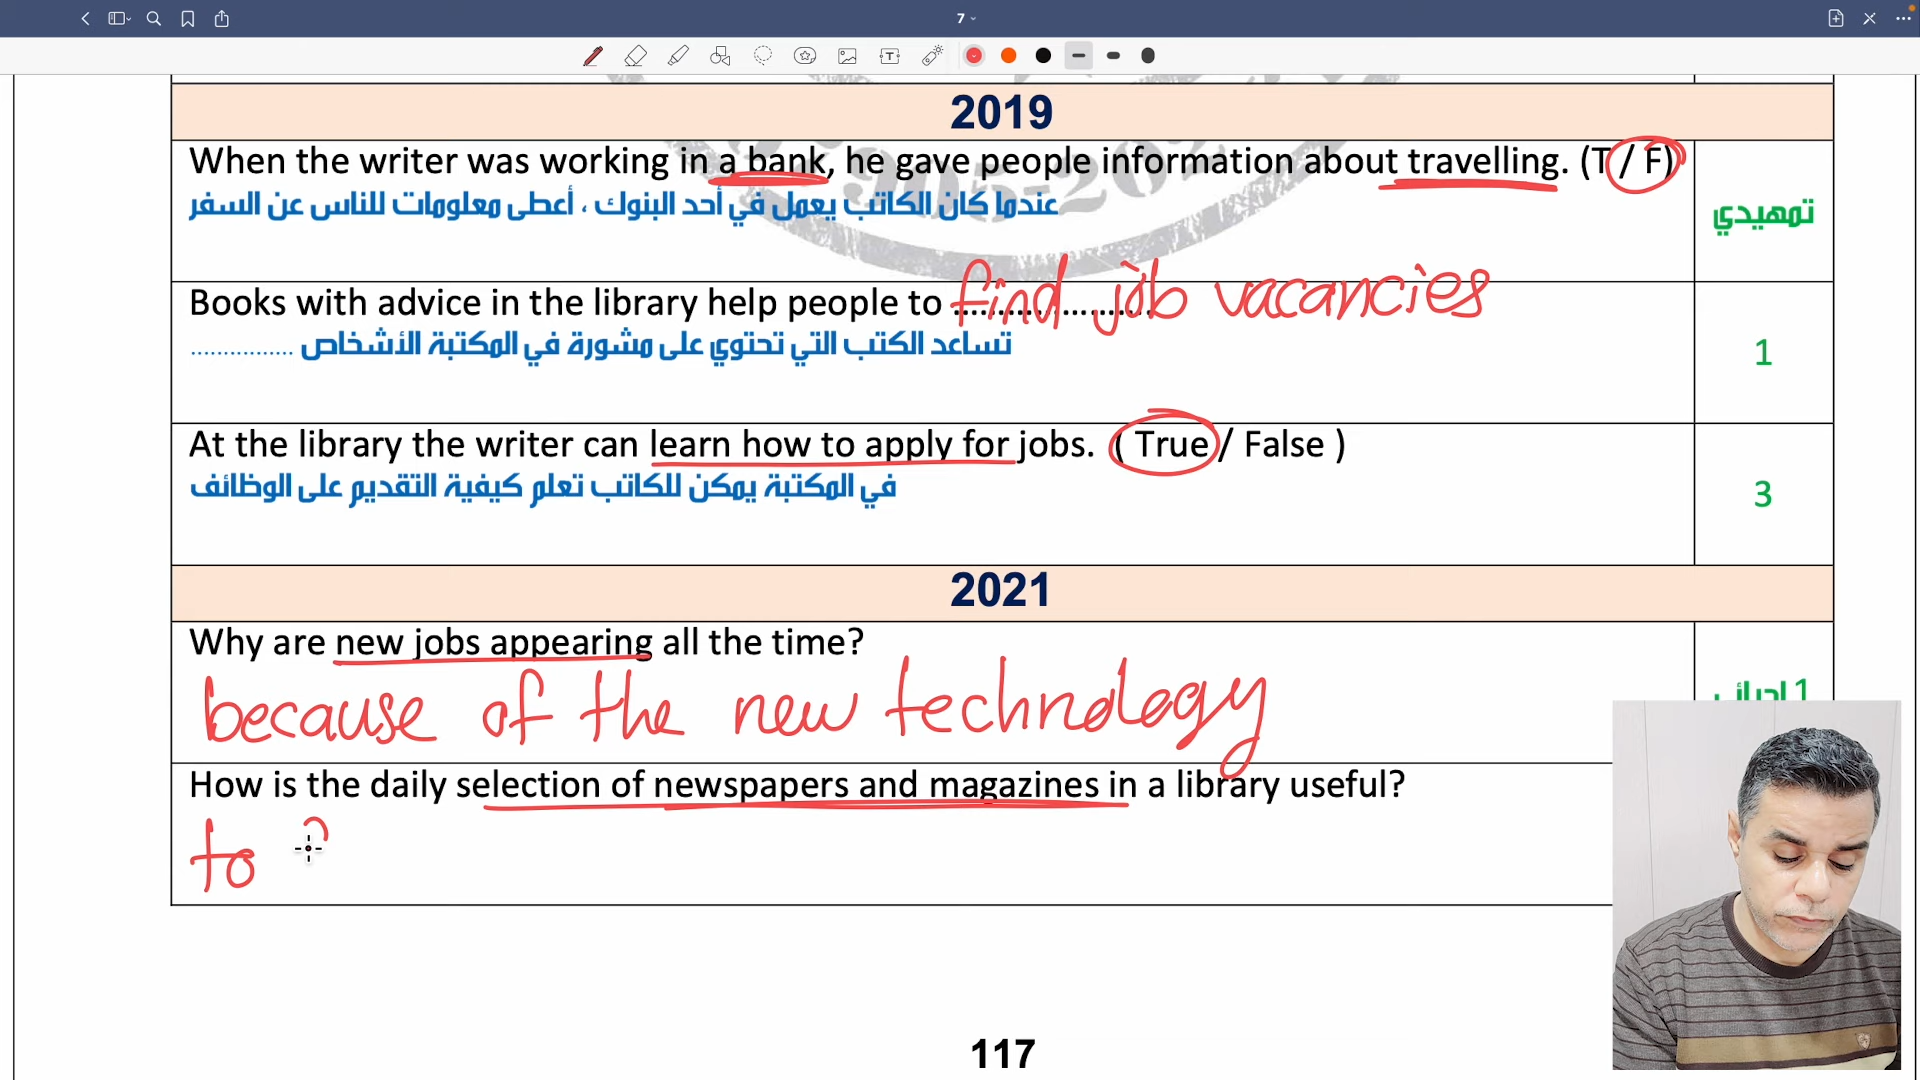 7
2019
When the writer was working in a bank, he gave people information about travelling. (T / F)
عندما كان الكاتب يعمل في أحد البنوك ، أعطى معلومات للناس عن السفر
تمهيدي
Books with advice in the library help people to ...................... find job vacancies
تساعد الكتب التي تحتوي على مشورة في المكتبة الأشخاص ................
1
At the library the writer can learn how to apply for jobs. ( True / False )
في المكتبة يمكن للكاتب تعلم كيفية التقديم على الوظائف
3
2021
Why are new jobs appearing all the time?
because of the new technology
How is the daily selection of newspapers and magazines in a library useful?
to
117